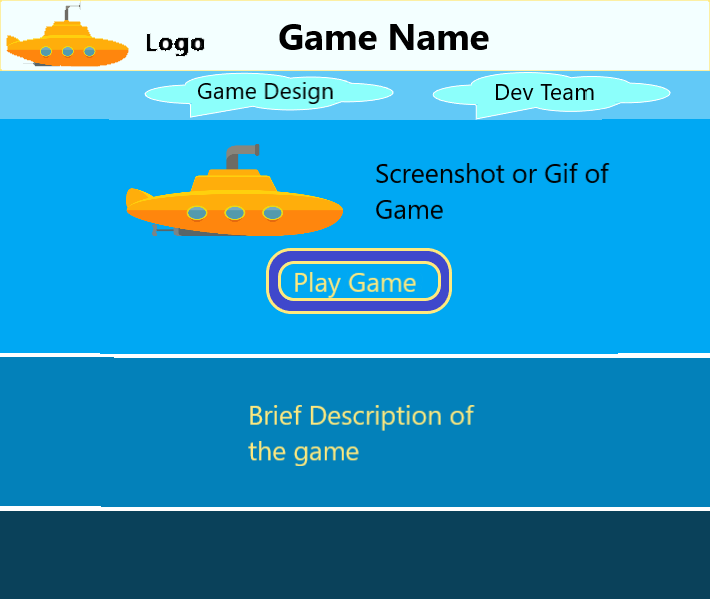 Logo
Game Name
Game Design
Dev Team
Screenshot or Gif of
Game
Play Game
Brief Description of
the game